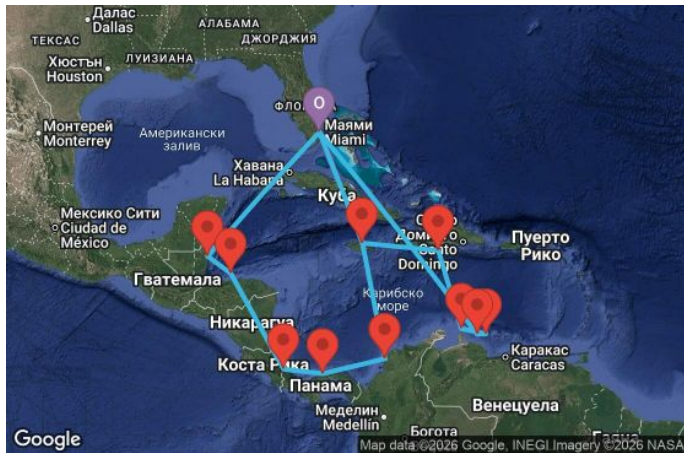 Далас
Dallas
АЛАБАМА
ТЕКСАС
ДЖОРДЖИЯ
Хюстън
Houston
ЛУИЗИАНА
ФЛО
O
Монтерей
Monterrey
Американски
залив
Маями
Miami
Хавана
La Habana
Куба
Мексико Сити
Ciudad de
México
Домин
Santo
Domingo
Пуерто
Рико
Гватемала
Карибско
море
Никарагуа
Коста Рика
Каракас
Caracas
Панама
Меделин
Medellín
Венецуела
Богота
Google
Map data ©2026 Google, INEGI Imagery ©2026 NASA